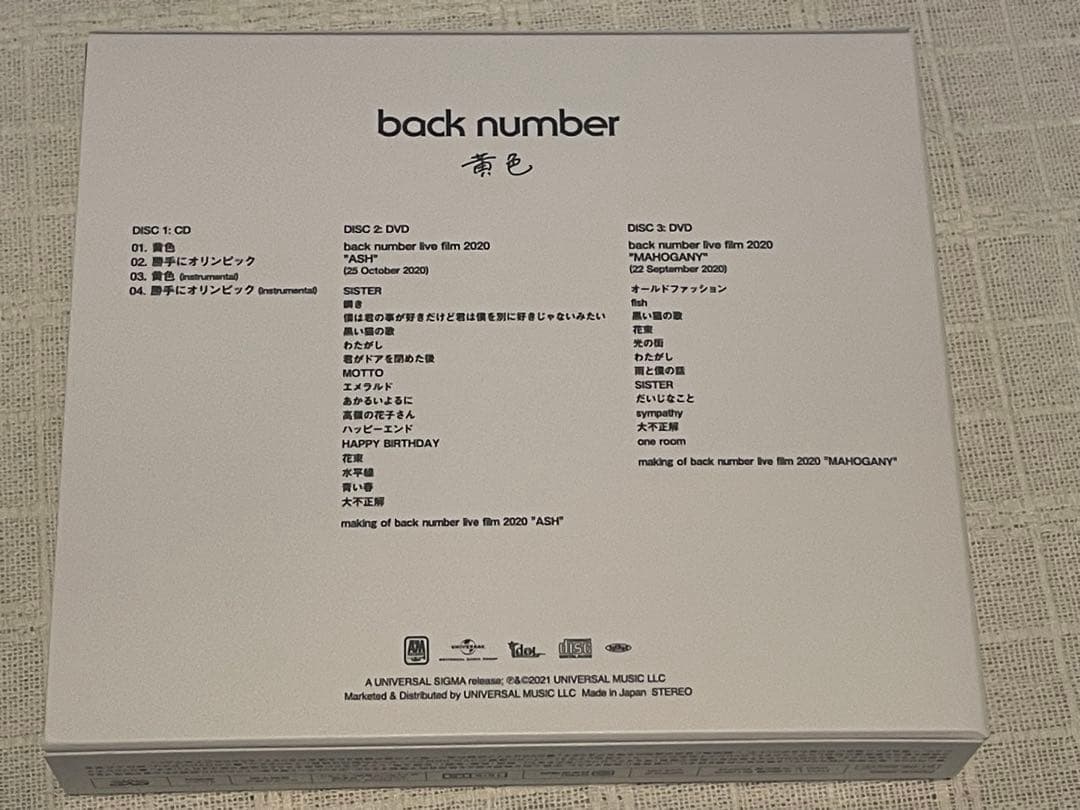 back number
黄色
DISC 1: CD
01. 黄色
02. 勝手にオリンピック
03. 黄色 (instrumental)
04. 勝手にオリンピック (instrumental)
DISC 2: DVD
back number live film 2020
"ASH"
(25 October 2020)
SISTER
瞬き
僕は君の事が好きだけど君は僕を別に好きじゃないみたい
黒い猫の歌
わたがし
君がドアを閉めた後
MOTTO
エメラルド
あかるいよるに
高嶺の花子さん
ハッピーエンド
HAPPY BIRTHDAY
花束
水平線
青い春
大不正解
making of back number live film 2020 "ASH"
DISC 3: DVD
back number live film 2020
"MAHOGANY"
(22 September 2020)
オールドファッション
fish
黒い猫の歌
花束
光の街
わたがし
雨と僕の話
SISTER
だいじなこと
sympathy
大不正解
one room
making of back number live film 2020 "MAHOGANY"
A&M
UNIVERSAL
UNIVERSAL MUSIC GROUP
Idol
disc
DIGITAL AUDIO
A UNIVERSAL SIGMA release; ℗&©2021 UNIVERSAL MUSIC LLC
Marketed & Distributed by UNIVERSAL MUSIC LLC Made in Japan STEREO